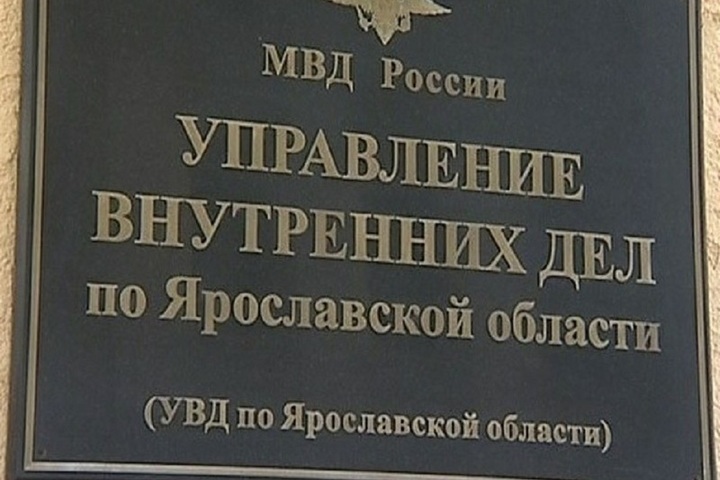 МВД России
УПРАВЛЕНИЕ
ВНУТРЕННИХ ДЕЛ
по Ярославской области
(УВД по Ярославской области)